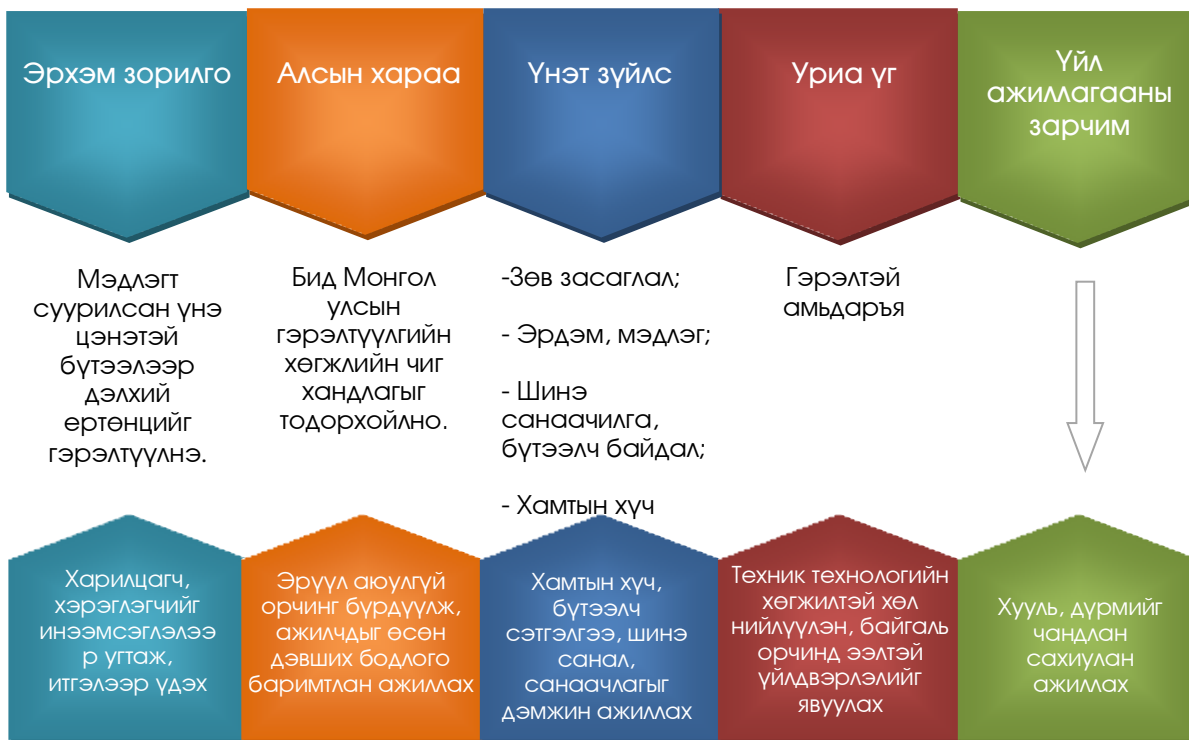 Эрхэм зорилго
Алсын хараа
Үнэт зүйлс
Уриа үг
Үйл
ажиллагааны
зарчим
Мэдлэгт
суурилсан үнэ
цэнэтэй
бүтээлээр
дэлхий
ертөнцийг
гэрэлтүүлнэ.
Бид Монгол
улсын
гэрэлтүүлгийн
хөгжлийн чиг
хандлагыг
тодорхойлно.
-Зөв засаглал;
- Эрдэм, мэдлэг;
- Шинэ
санаачилга,
бүтээлч байдал;
- Хамтын хүч
Гэрэлтэй
амьдаръя
Харилцагч,
хэрэглэгчийг
инээмсэглэлээ
р угтаж,
итгэлээр үдэх
Эрүүл аюулгүй
орчинг бүрдүүлж,
ажилчдыг өсөн
дэвших бодлого
баримтлан ажиллах
Хамтын хүч,
бүтээлч
сэтгэлгээ, шинэ
санал,
санаачлагыг
дэмжин ажиллах
Техник технологийн
хөгжилтэй хөл
нийлүүлэн, байгаль
орчинд ээлтэй
үйлдвэрлэлийг
явуулах
Хууль, дүрмийг
чандлан
сахиулан
ажиллах